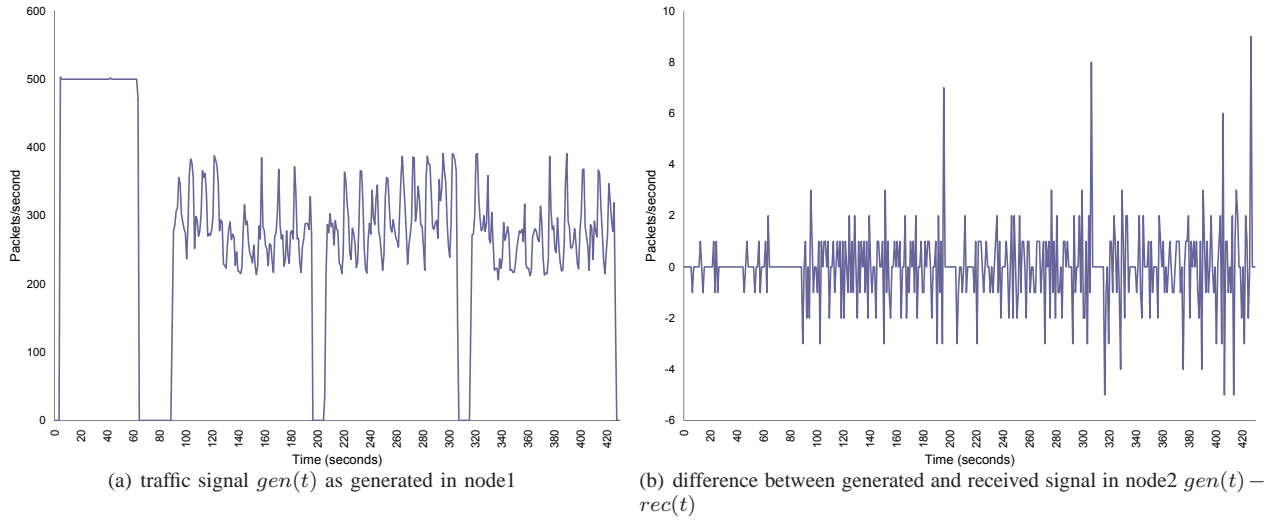 600
500
400
300
200
100
0
Packets/second
0 20 40 60 80 100 120 140 160 180 200 220 240 260 280 300 320 340 360 380 400 420
Time (seconds)
(a) traffic signal gen(t) as generated in node1
10
8
6
4
2
0
-2
-4
-6
Packets/second
0 20 40 60 80 100 120 140 160 180 200 220 240 260 280 300 320 340 360 380 400 420
Time (seconds)
(b) difference between generated and received signal in node2 gen(t) −
rec(t)